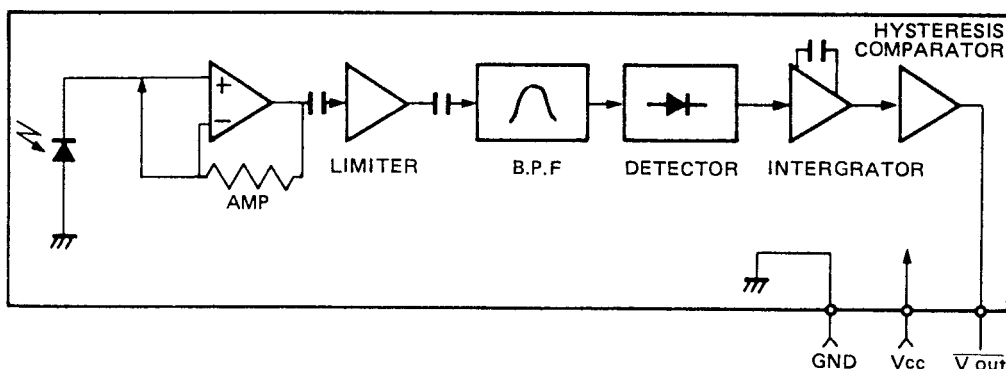 HYSTERESIS
COMPARATOR
+
−
LIMITER
B.P.F
DETECTOR
INTERGRATOR
AMP
GND
Vcc
V out